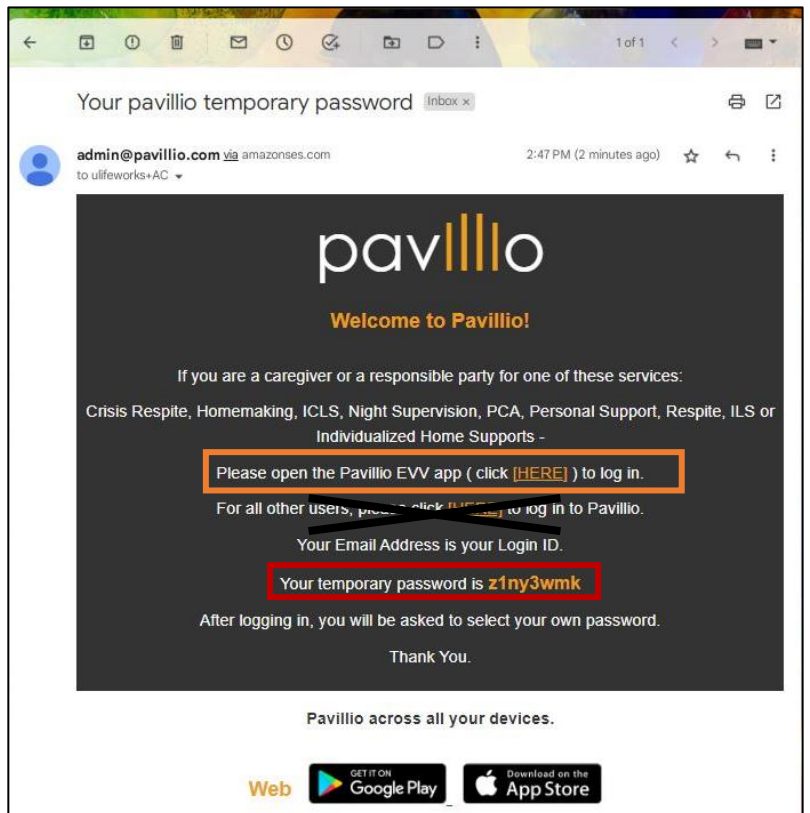 1 of 1
Your pavillio temporary password Inbox x
admin@pavillio.com via amazonses.com 2:47 PM (2 minutes ago)
to ulifeworks+AC
pavillio
Welcome to Pavillio!
If you are a caregiver or a responsible party for one of these services:
Crisis Respite, Homemaking, ICLS, Night Supervision, PCA, Personal Support, Respite, ILS or
Individualized Home Supports -
Please open the Pavillio EVV app ( click [HERE] ) to log in.
For all other users, please click [HERE] to log in to Pavillio.
Your Email Address is your Login ID.
Your temporary password is z1ny3wmk
After logging in, you will be asked to select your own password.
Thank You.
Pavillio across all your devices.
Web GET IT ON Google Play Download on the App Store